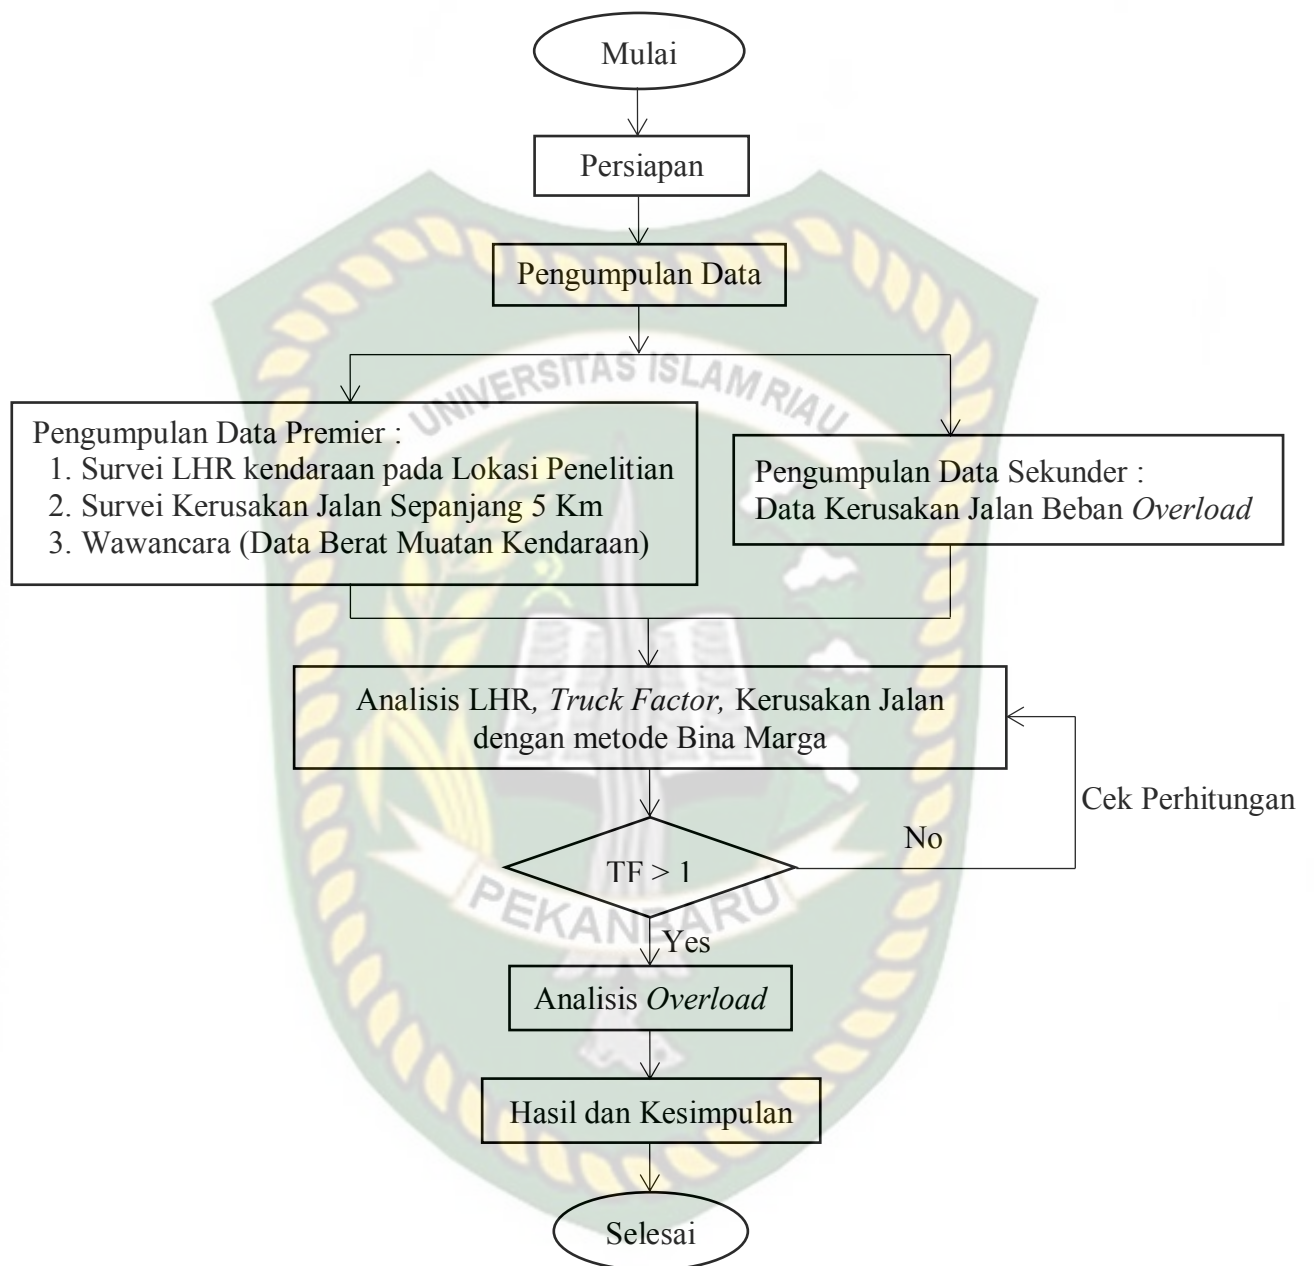 Mulai
Persiapan
Pengumpulan Data
UNIVERSITAS ISLAM RIAU
Pengumpulan Data Premier :
1. Survei LHR kendaraan pada Lokasi Penelitian
2. Survei Kerusakan Jalan Sepanjang 5 Km
3. Wawancara (Data Berat Muatan Kendaraan)
Pengumpulan Data Sekunder :
Data Kerusakan Jalan Beban Overload
Analisis LHR, Truck Factor, Kerusakan Jalan
dengan metode Bina Marga
Cek Perhitungan
No
TF > 1
PEKANBARU
Yes
Analisis Overload
Hasil dan Kesimpulan
Selesai